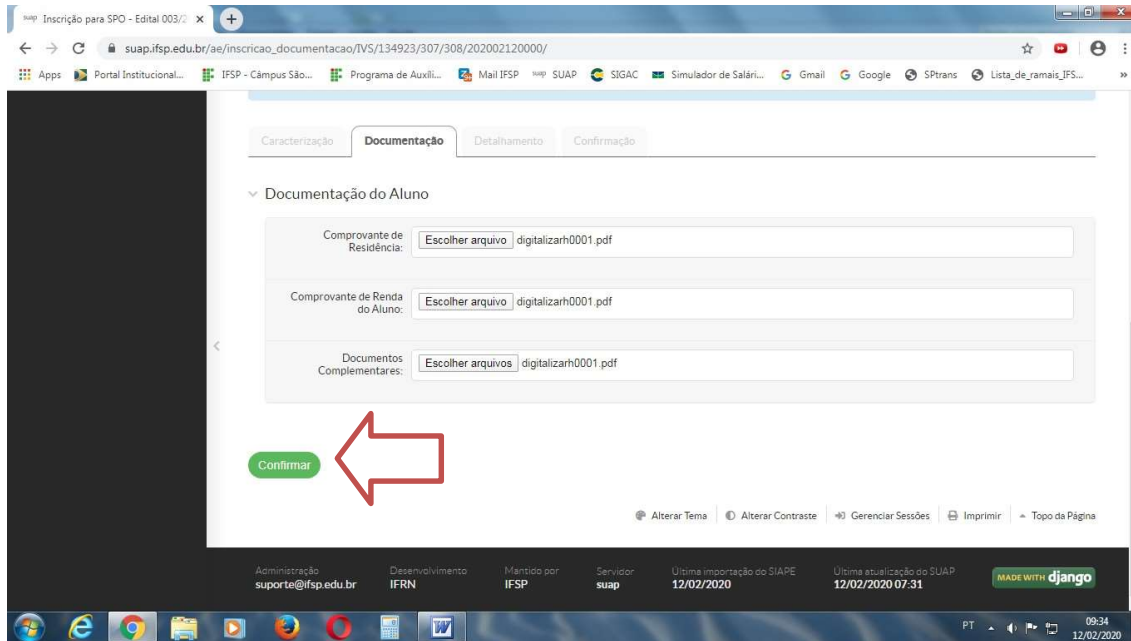 suap Inscrição para SPO - Edital 003/2
suap.ifsp.edu.br/ae/inscricao_documentacao/IVS/134923/307/308/202002120000/
Apps Portal Institucional... IFSP - Câmpus São... Programa de Auxíli... Mail IFSP suap SUAP SIGAC Simulador de Salári... Gmail Google SPtrans Lista_de_ramais_IFS... »
Caracterização Documentação Detalhamento Confirmação
Documentação do Aluno
Comprovante de
Residência:
Escolher arquivo digitalizarh0001.pdf
Comprovante de Renda
do Aluno:
Escolher arquivo digitalizarh0001.pdf
Documentos
Complementares:
Escolher arquivos digitalizarh0001.pdf
Confirmar
Alterar Tema Alterar Contraste Gerenciar Sessões Imprimir Topo da Página
Administração Desenvolvimento Mantido por Servidor Última importação do SIAPE Última atualização do SUAP
suporte@ifsp.edu.br IFRN IFSP suap 12/02/2020 12/02/2020 07:31
MADE WITH django
PT 09:34
12/02/2020